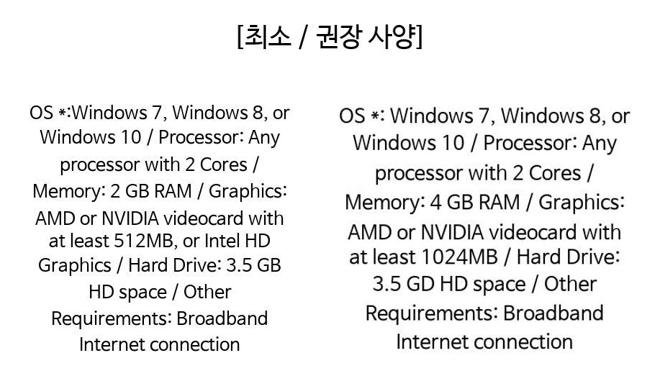 [최소 / 권장 사양]
OS *:Windows 7, Windows 8, or
Windows 10 / Processor: Any
processor with 2 Cores /
Memory: 2 GB RAM / Graphics:
AMD or NVIDIA videocard with
at least 512MB, or Intel HD
Graphics / Hard Drive: 3.5 GB
HD space / Other
Requirements: Broadband
Internet connection
OS *: Windows 7, Windows 8, or
Windows 10 / Processor: Any
processor with 2 Cores /
Memory: 4 GB RAM / Graphics:
AMD or NVIDIA videocard with
at least 1024MB / Hard Drive:
3.5 GD HD space / Other
Requirements: Broadband
Internet connection